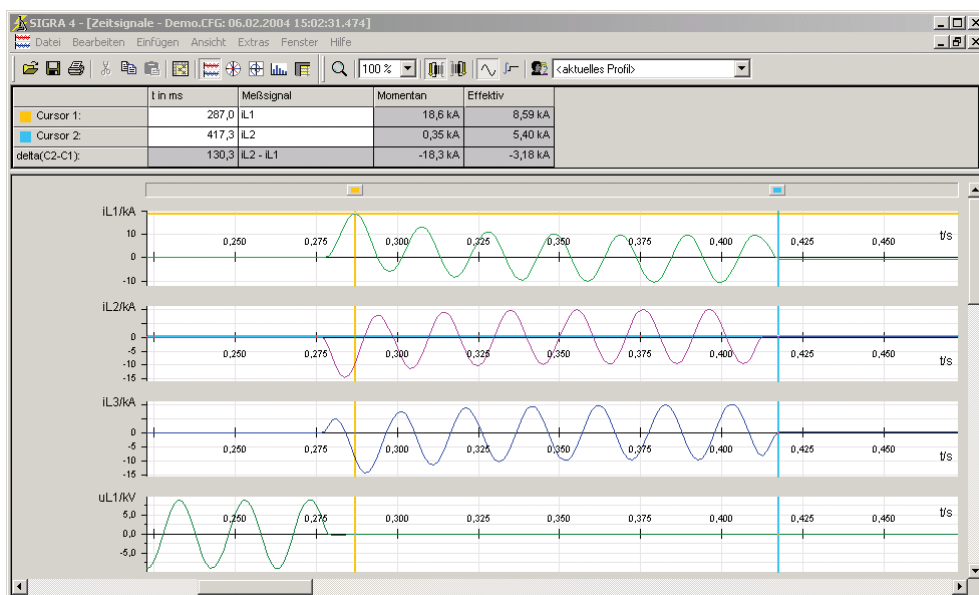 SIGRA 4 - [Zeitsignale - Demo.CFG: 06.02.2004 15:02:31.474]
Datei Bearbeiten Einfügen Ansicht Extras Fenster Hilfe
100 % <aktuelles Profil>
t in ms Meßsignal Momentan Effektiv
Cursor 1: 287,0 iL1 18,6 kA 8,59 kA
Cursor 2: 417,3 iL2 0,35 kA 5,40 kA
delta(C2-C1): 130,3 iL2 - iL1 -18,3 kA -3,18 kA
iL1/kA
10
0,250 0,275 0,300 0,325 0,350 0,375 0,400 0,425 0,450 t/s
0
-10
iL2/kA
0
-5
0,250 0,275 0,300 0,325 0,350 0,375 0,400 0,425 0,450 t/s
-10
-15
iL3/kA
0
-5
0,250 0,275 0,300 0,325 0,350 0,375 0,400 0,425 0,450 t/s
-10
-15
uL1/kV
5,0
0,250 0,275 0,300 0,325 0,350 0,375 0,400 0,425 0,450 t/s
0,0
-5,0